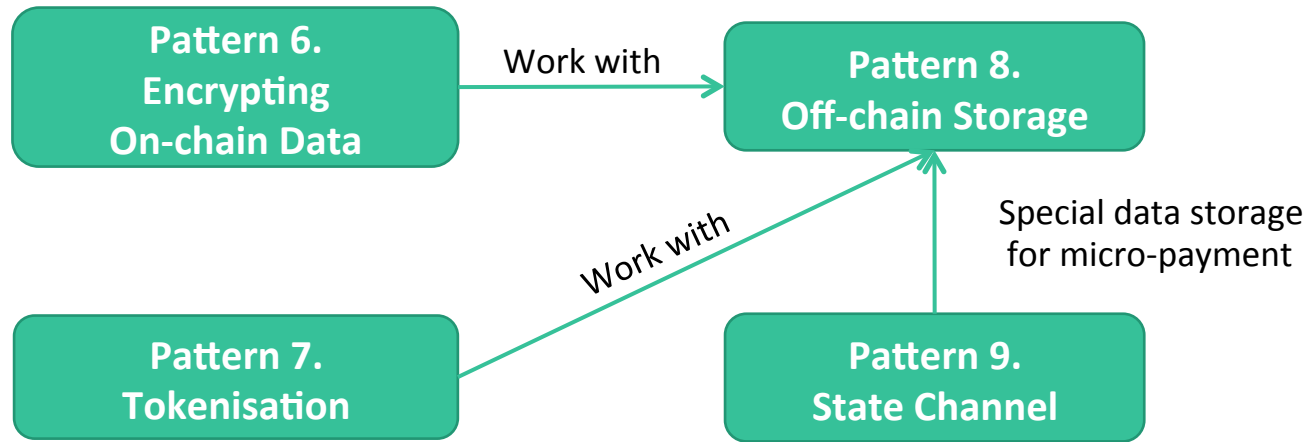 Pattern 6.
Encrypting
On-chain Data
Work with
Pattern 8.
Off-chain Storage
Work with
Special data storage
for micro-payment
Pattern 7.
Tokenisation
Pattern 9.
State Channel